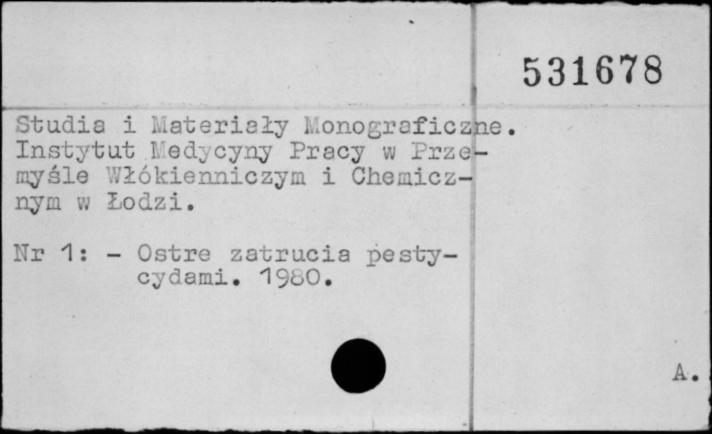 531678
Studia i Materiały Monograficzne.
Instytut Medycyny Pracy w Prze-
myśle Włókienniczym i Chemicz-
nym w Łodzi.
Nr 1: - Ostre zatrucia pesty-
cydami. 1980.
A.